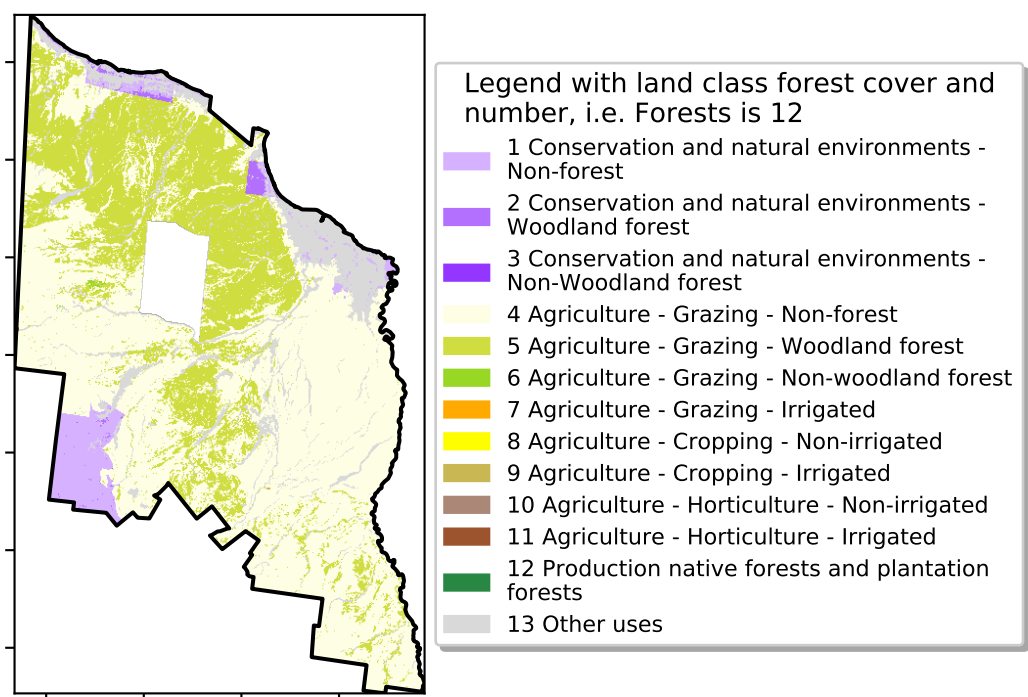 Legend with land class forest cover and
number, i.e. Forests is 12
1 Conservation and natural environments -
Non-forest
2 Conservation and natural environments -
Woodland forest
3 Conservation and natural environments -
Non-Woodland forest
4 Agriculture - Grazing - Non-forest
5 Agriculture - Grazing - Woodland forest
6 Agriculture - Grazing - Non-woodland forest
7 Agriculture - Grazing - Irrigated
8 Agriculture - Cropping - Non-irrigated
9 Agriculture - Cropping - Irrigated
10 Agriculture - Horticulture - Non-irrigated
11 Agriculture - Horticulture - Irrigated
12 Production native forests and plantation
forests
13 Other uses